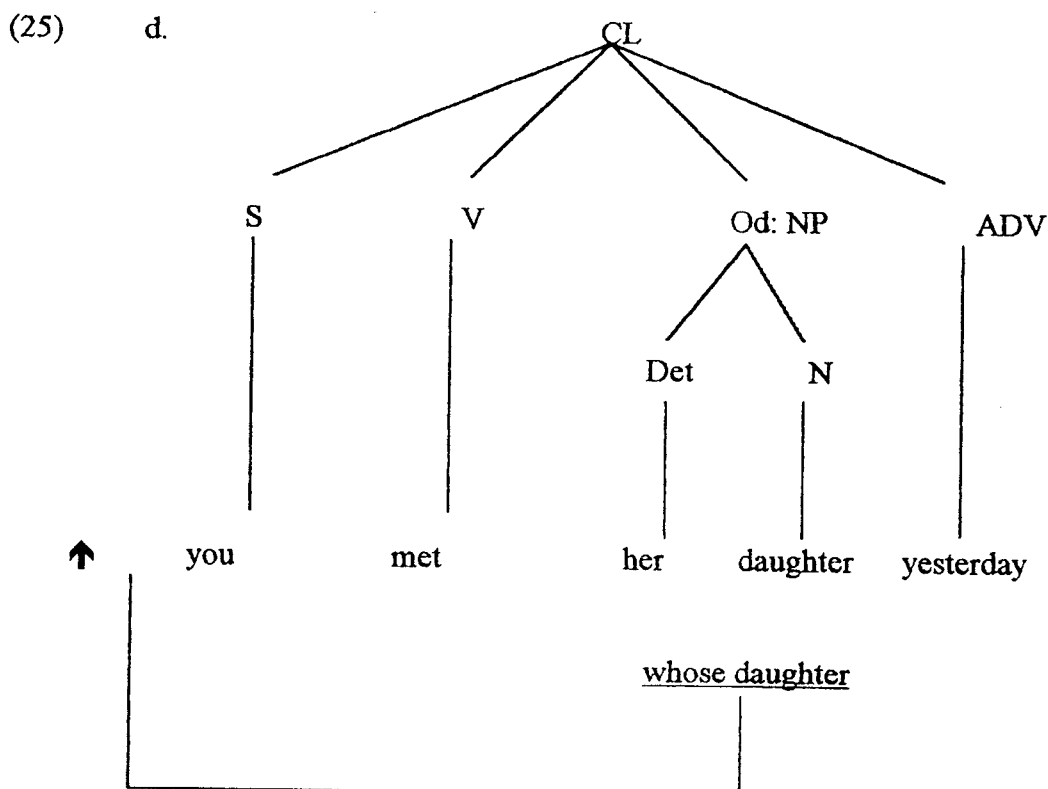 (25) d. CL
S V Od: NP ADV
Det N
you met her daughter yesterday
whose daughter